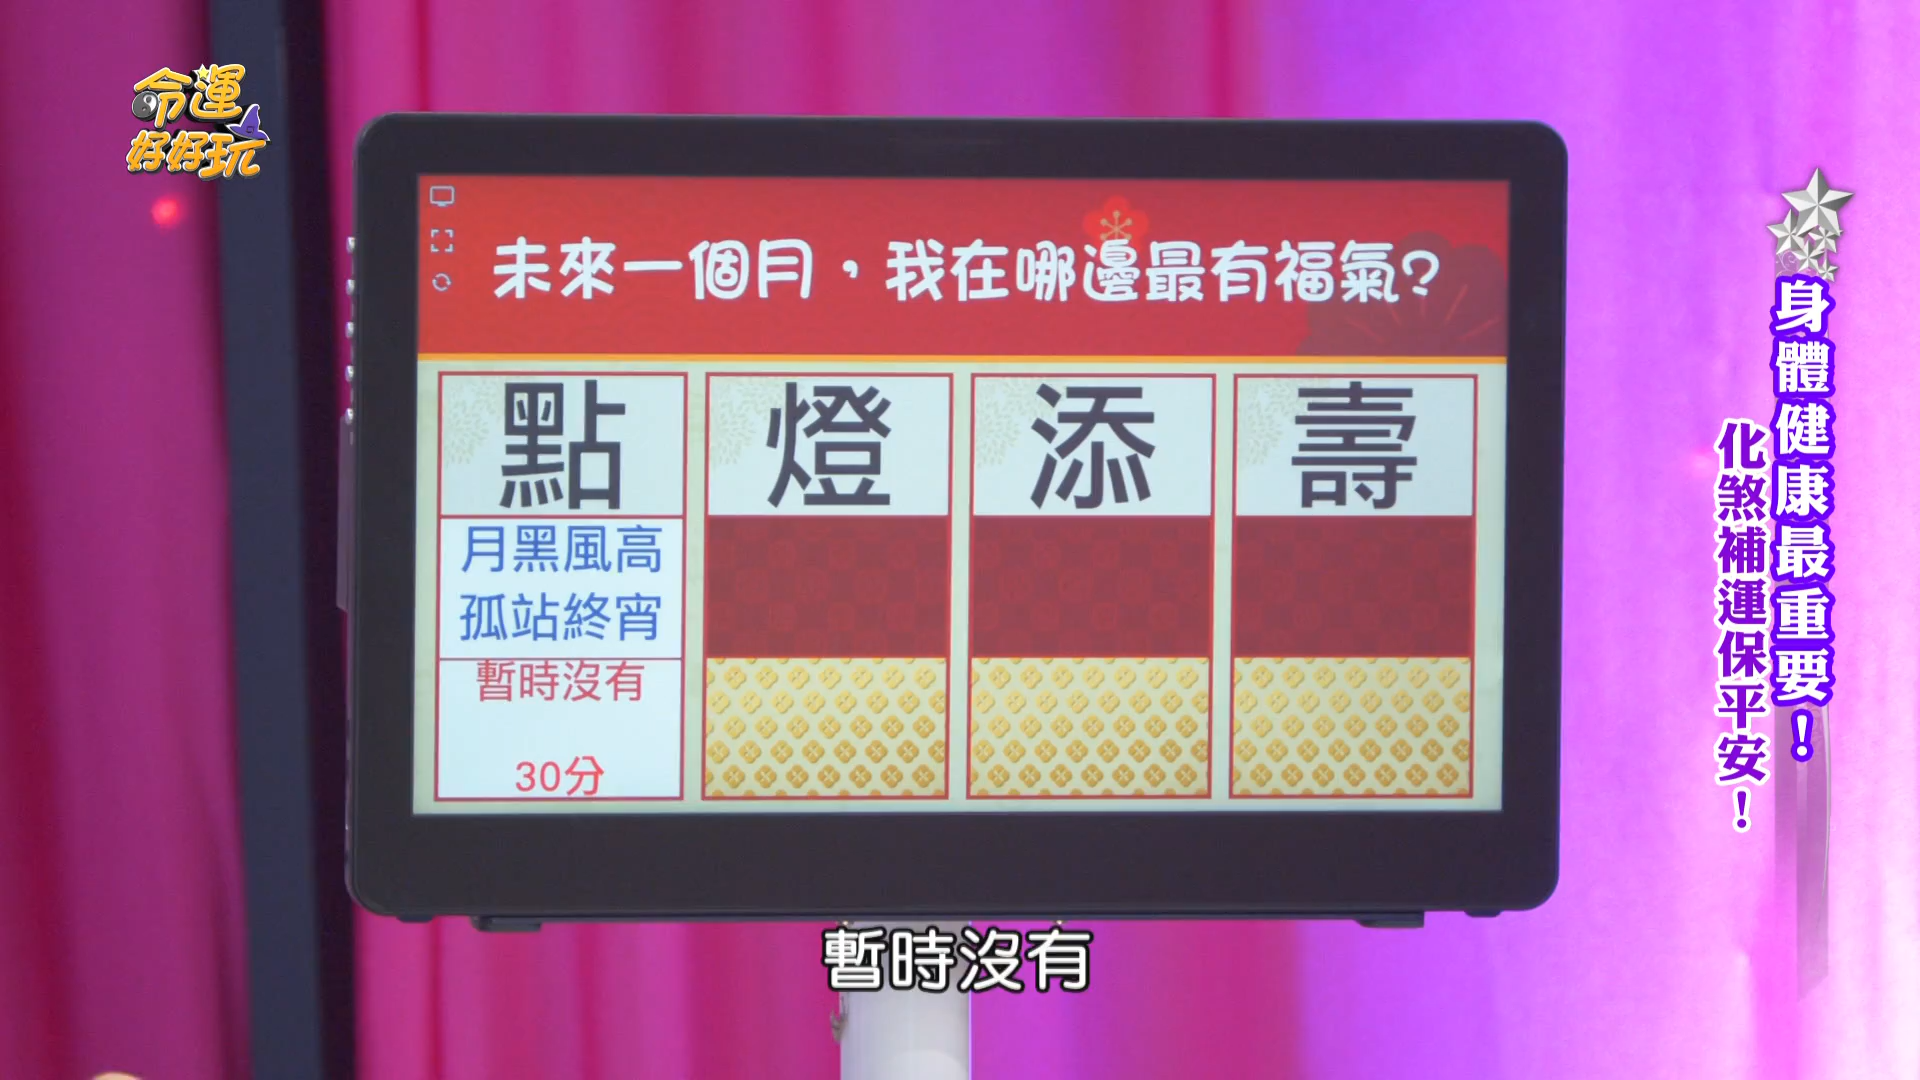 命運
好好玩
未來一個月，我在哪邊最有福氣?
點 燈 添 壽
月黑風高
孤站終宵
暫時沒有
30分
身體健康最重要！
化煞補運保平安！
暫時沒有